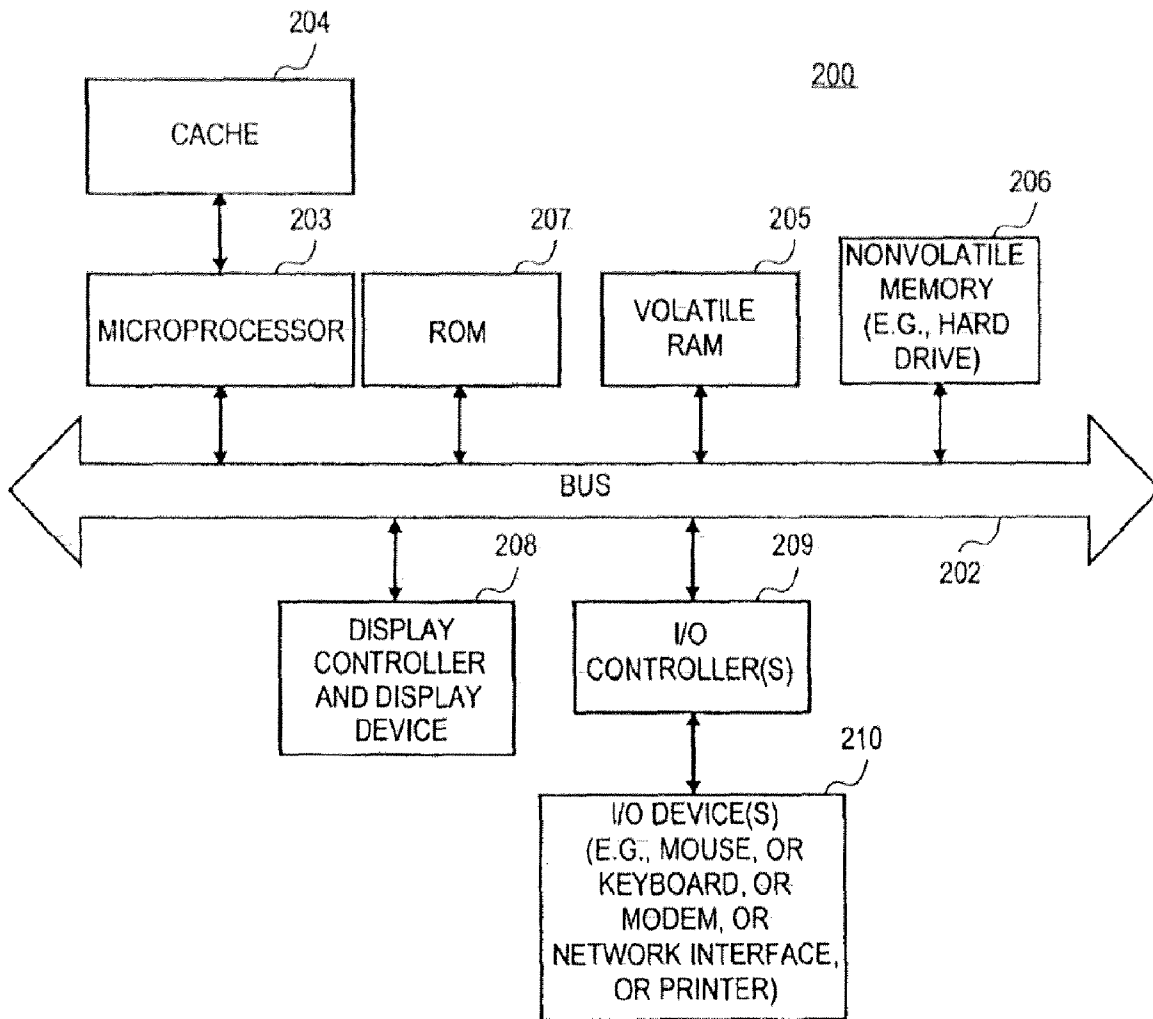 204
200
CACHE
206
203
207
205
NONVOLATILE
MEMORY
(E.G., HARD
DRIVE)
MICROPROCESSOR
ROM
VOLATILE
RAM
BUS
208
209
202
DISPLAY
CONTROLLER
AND DISPLAY
DEVICE
I/O
CONTROLLER(S)
210
I/O DEVICE(S)
(E.G., MOUSE, OR
KEYBOARD, OR
MODEM, OR
NETWORK INTERFACE,
OR PRINTER)